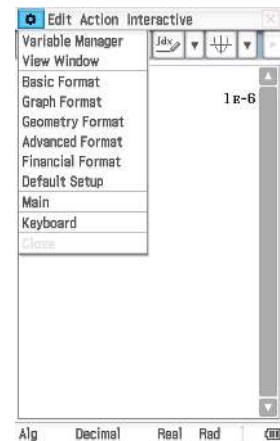 Edit Action Interactive
Variable Manager
View Window
Basic Format
Graph Format
Geometry Format
Advanced Format
Financial Format
Default Setup
Main
Keyboard
Close
∫dx
1E-6
Alg Decimal Real Rad